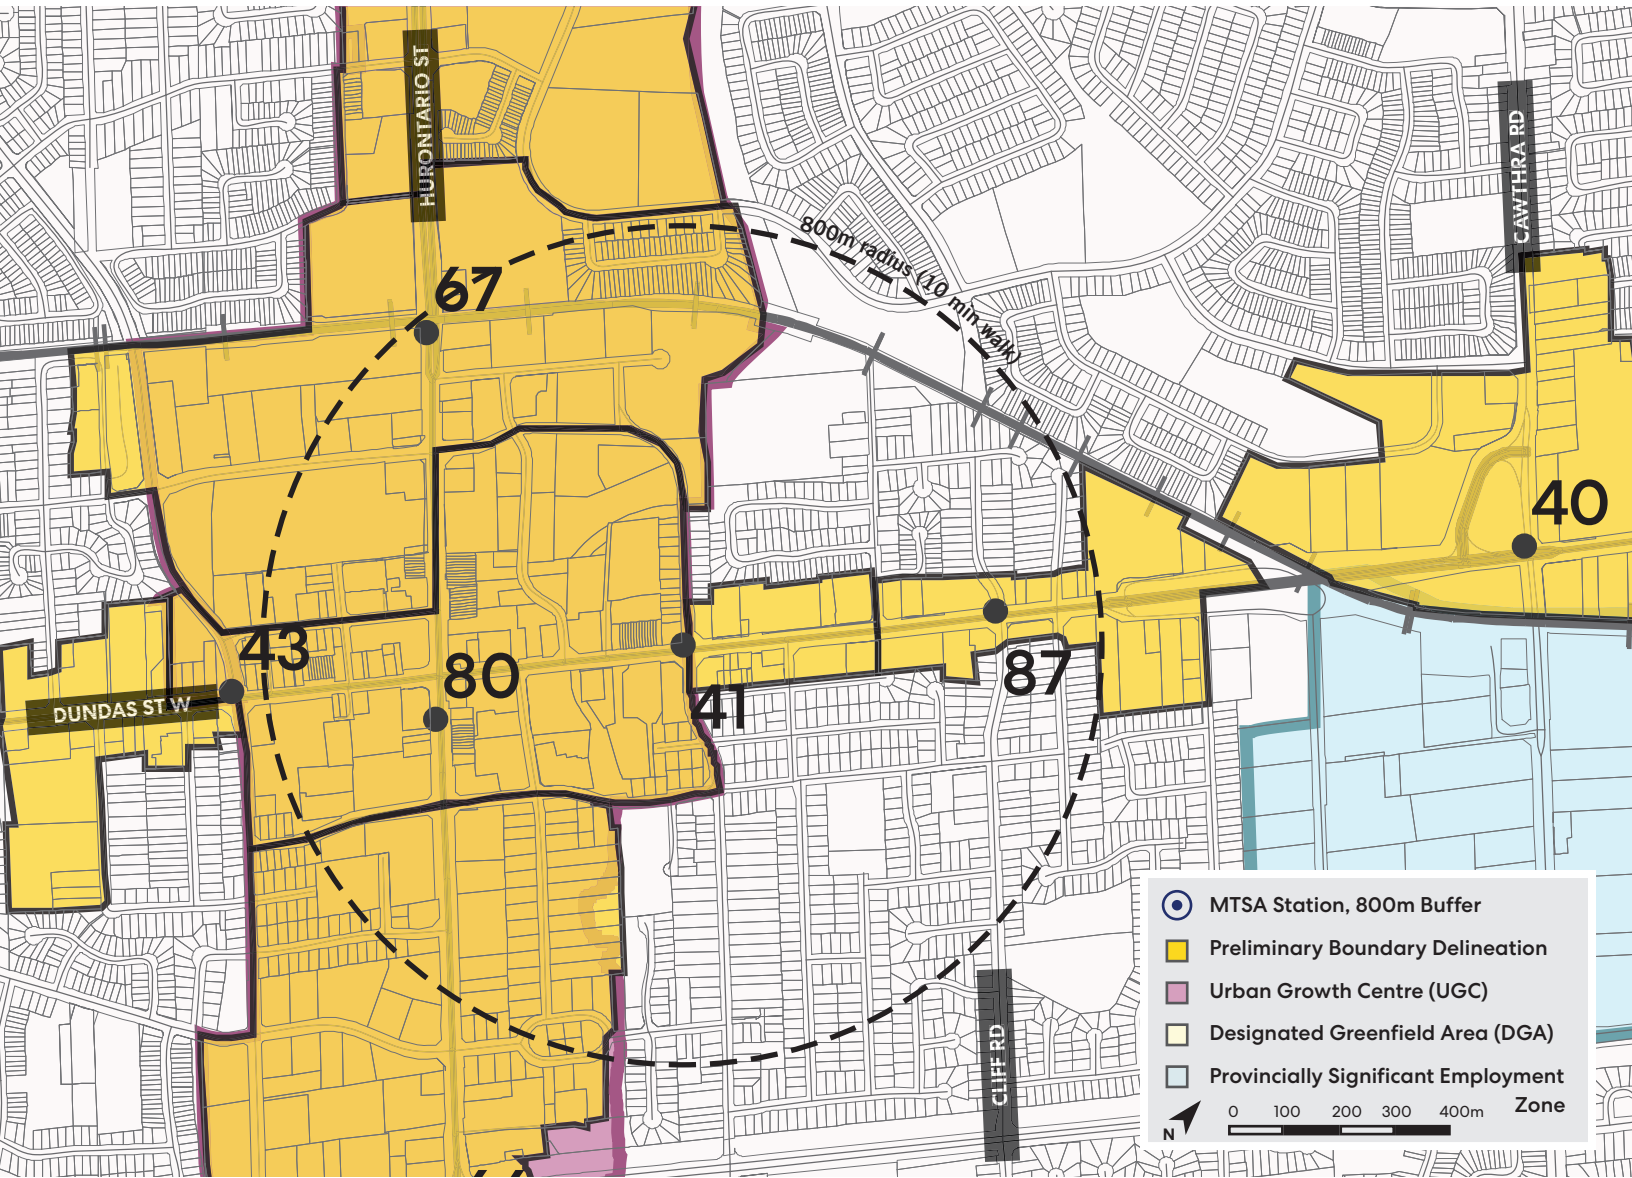 HURONTARIO ST
CAWTHRA RD
800m radius (10 min walk)
67
40
43
80
87
41
DUNDAS ST W
CLIFF RD
MTSA Station, 800m Buffer
Preliminary Boundary Delineation
Urban Growth Centre (UGC)
Designated Greenfield Area (DGA)
Provincially Significant Employment
Zone
0 100 200 300 400m
N